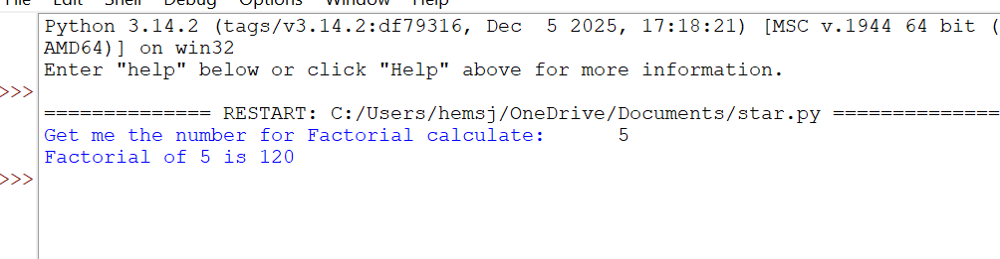 File Edit Shell Debug Options Window Help
Python 3.14.2 (tags/v3.14.2:df79316, Dec  5 2025, 17:18:21) [MSC v.1944 64 bit (
AMD64)] on win32
Enter "help" below or click "Help" above for more information.
>>>
============== RESTART: C:/Users/hemsj/OneDrive/Documents/star.py ==============
Get me the number for Factorial calculate:      5
Factorial of 5 is 120
>>>